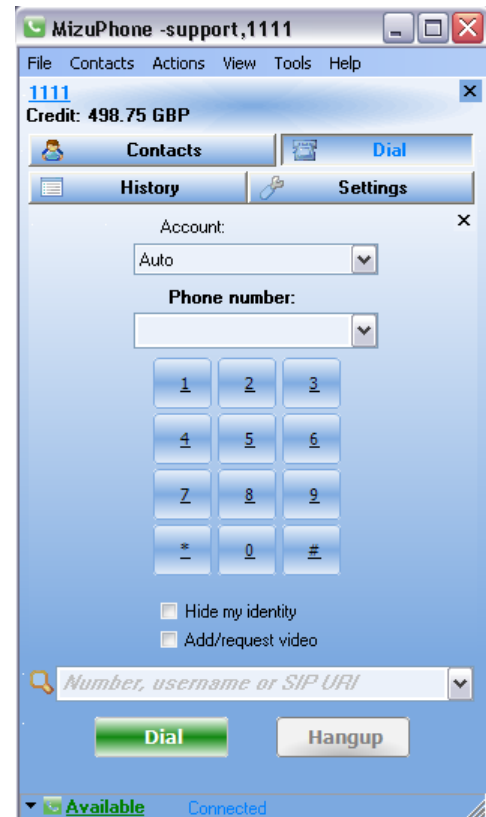 MizuPhone -support,1111
File Contacts Actions View Tools Help
1111
Credit: 498.75 GBP
Contacts Dial
History Settings
Account:
Auto
Phone number:
1 2 3
4 5 6
7 8 9
* 0 #
Hide my identity
Add/request video
Number, username or SIP URI
Dial Hangup
Available Connected